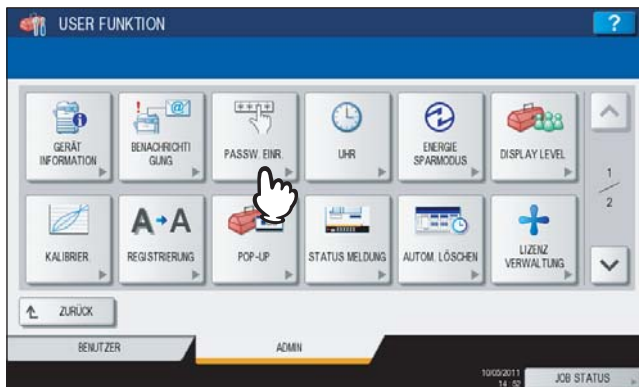 USER FUNKTION
?
GERÄT
INFORMATION
BENACHRICHTI
GUNG
PASSW. EINR.
UHR
ENERGIE
SPARMODUS
DISPLAY LEVEL
1
2
KALIBRIER.
A→A
REGISTRIERUNG
POP-UP
STATUS MELDUNG
AUTOM. LÖSCHEN
LIZENZ
VERWALTUNG
ZURÜCK
BENUTZER
ADMIN
10/03/2011
14 : 52
JOB STATUS